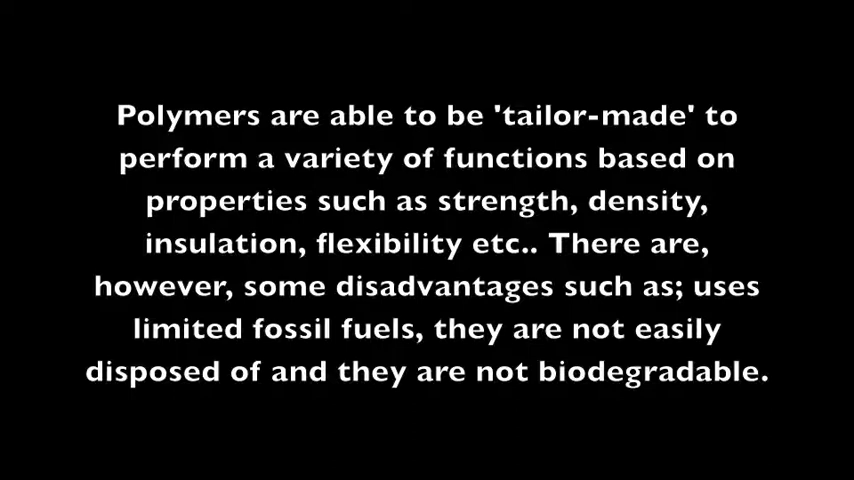 Polymers are able to be 'tailor-made' to
perform a variety of functions based on
properties such as strength, density,
insulation, flexibility etc.. There are,
however, some disadvantages such as; uses
limited fossil fuels, they are not easily
disposed of and they are not biodegradable.